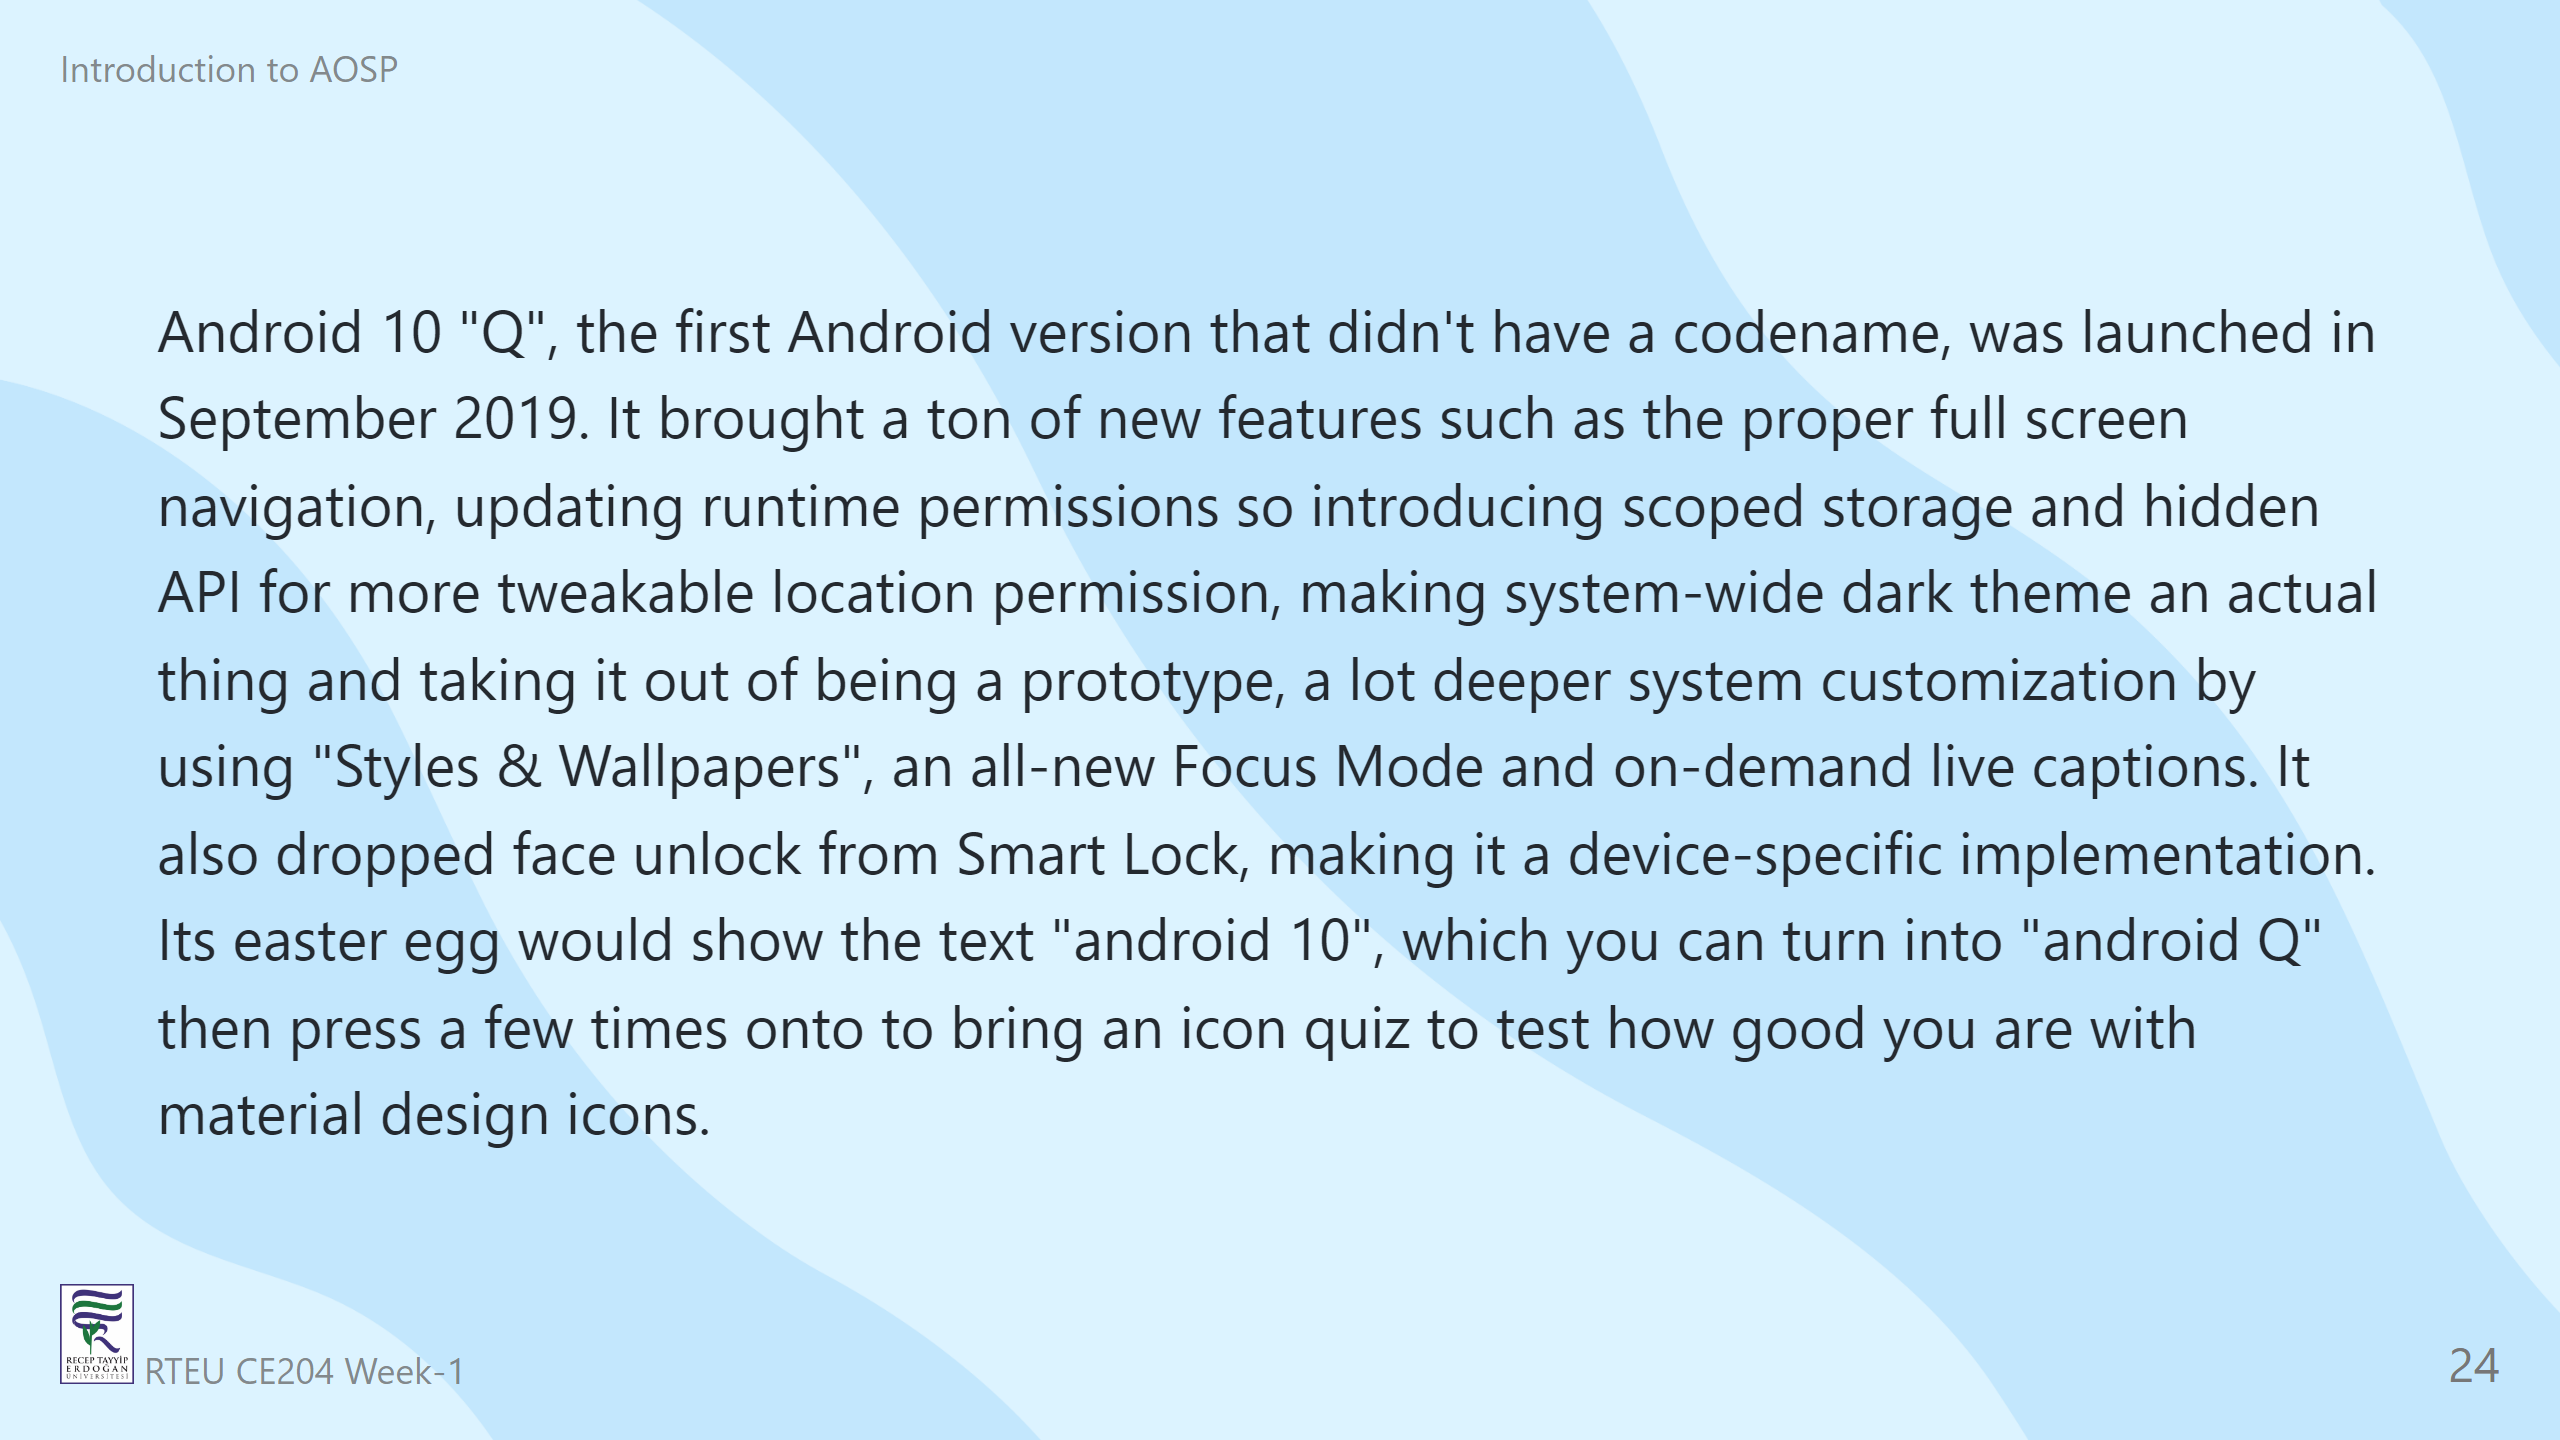 Introduction to AOSP
Android 10 "Q", the first Android version that didn't have a codename, was launched in
September 2019. It brought a ton of new features such as the proper full screen
navigation, updating runtime permissions so introducing scoped storage and hidden
API for more tweakable location permission, making system-wide dark theme an actual
thing and taking it out of being a prototype, a lot deeper system customization by
using "Styles & Wallpapers", an all-new Focus Mode and on-demand live captions. It
also dropped face unlock from Smart Lock, making it a device-specific implementation.
Its easter egg would show the text "android 10", which you can turn into "android Q"
then press a few times onto to bring an icon quiz to test how good you are with
material design icons.
RECEP TAYYİP
ERDOĞAN
ÜNİVERSİTESİ
RTEU CE204 Week-1
24